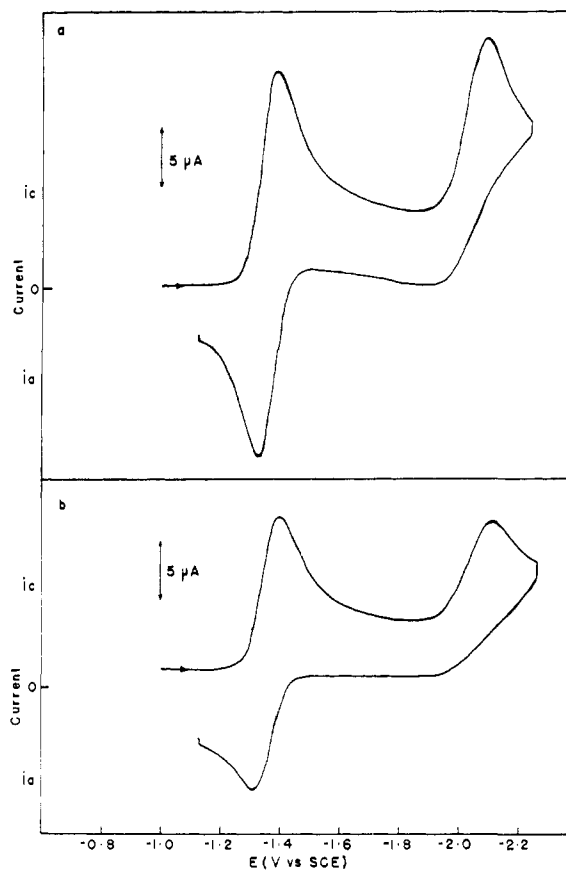 a
5 μA
ic
0
Current
ia
b
5 μA
ic
0
Current
ia
-0·8 -1·0 -1·2 -1·4 -1·6 -1·8 -2·0 -2·2
E (V vs SCE)